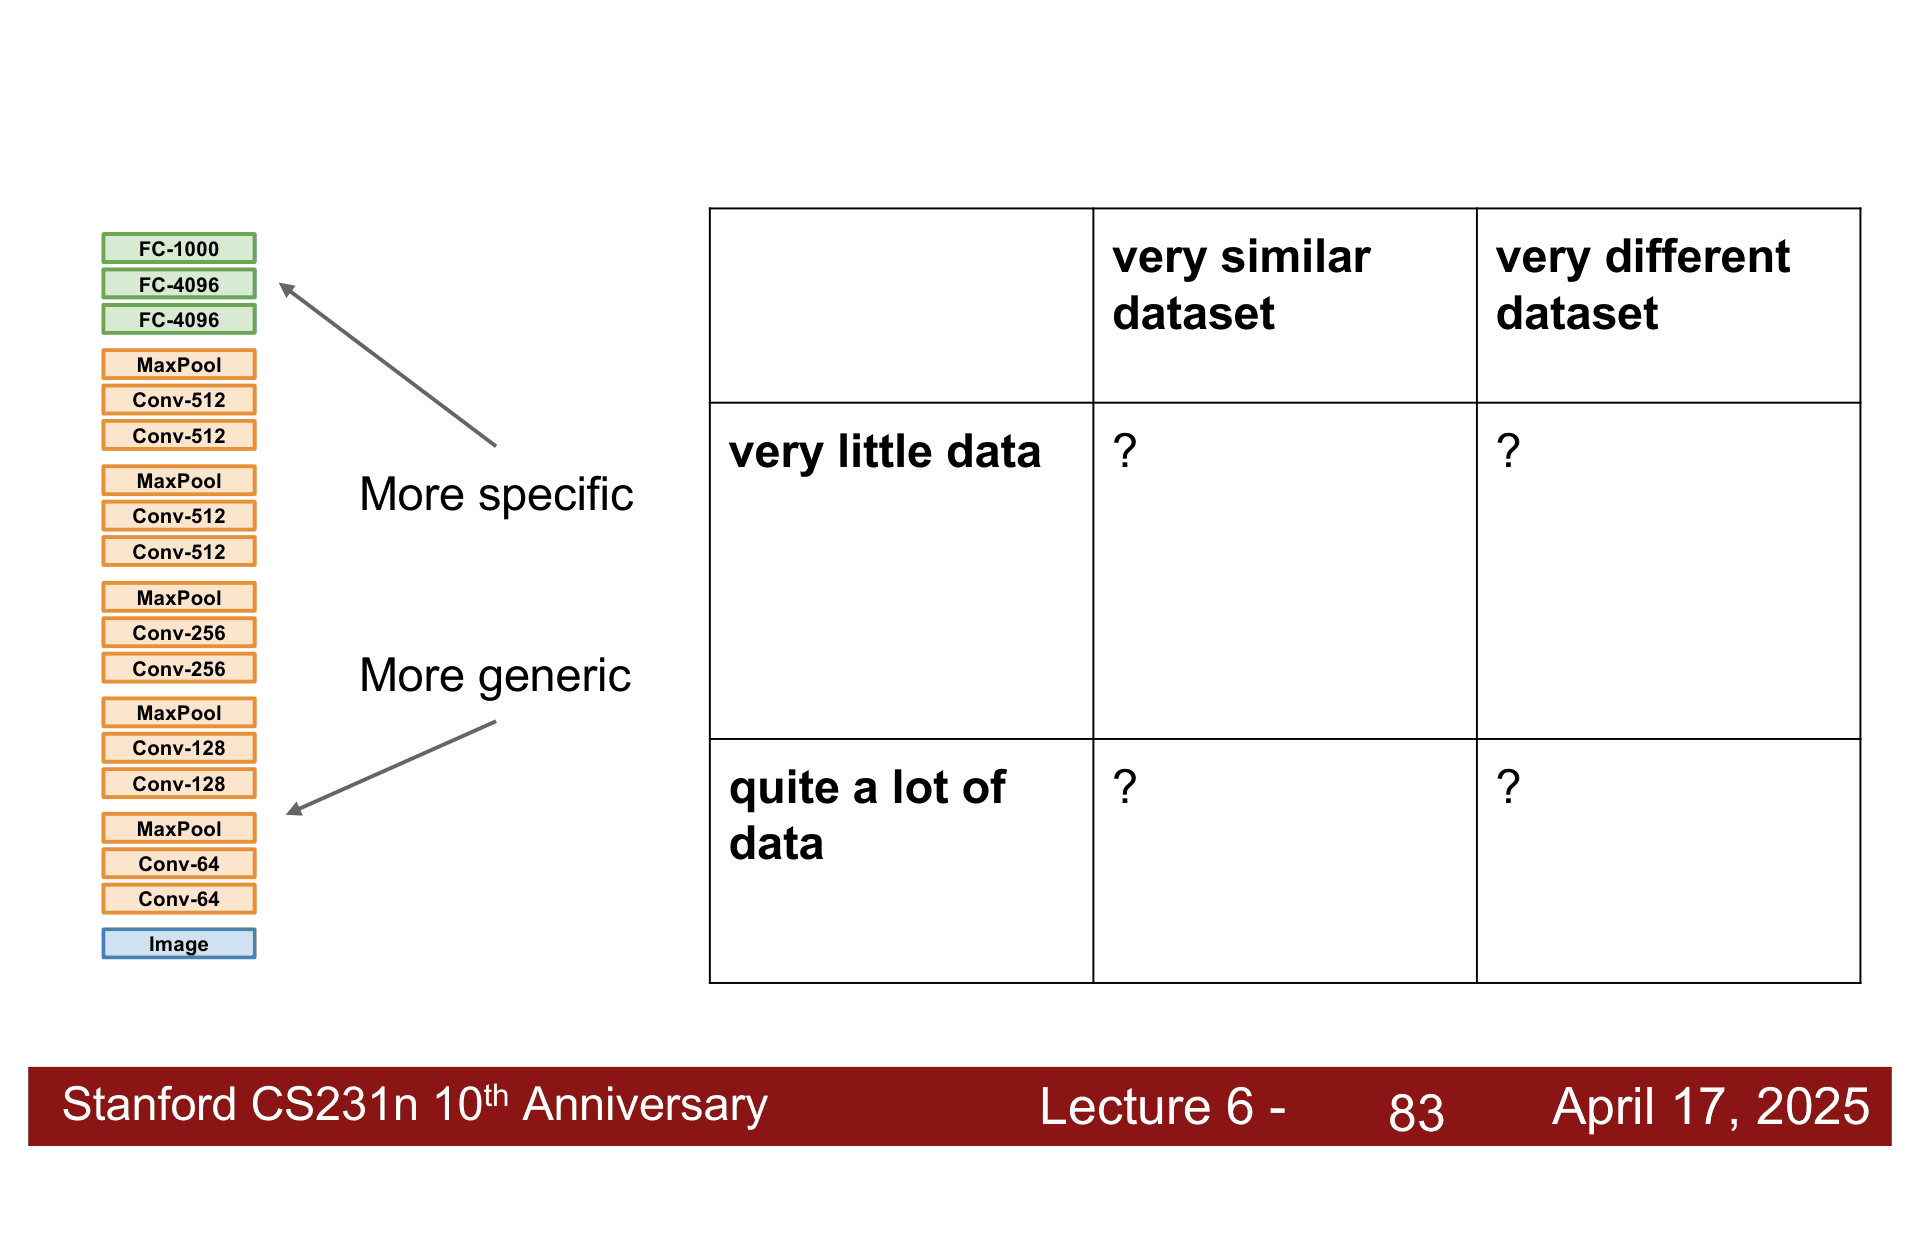 FC-1000
FC-4096
FC-4096
MaxPool
Conv-512
Conv-512
MaxPool
Conv-512
Conv-512
MaxPool
Conv-256
Conv-256
MaxPool
Conv-128
Conv-128
MaxPool
Conv-64
Conv-64
Image
More specific
More generic
very similar
dataset
very different
dataset
very little data
?
?
quite a lot of
data
?
?
Stanford CS231n 10th Anniversary
Lecture 6 - 83
April 17, 2025